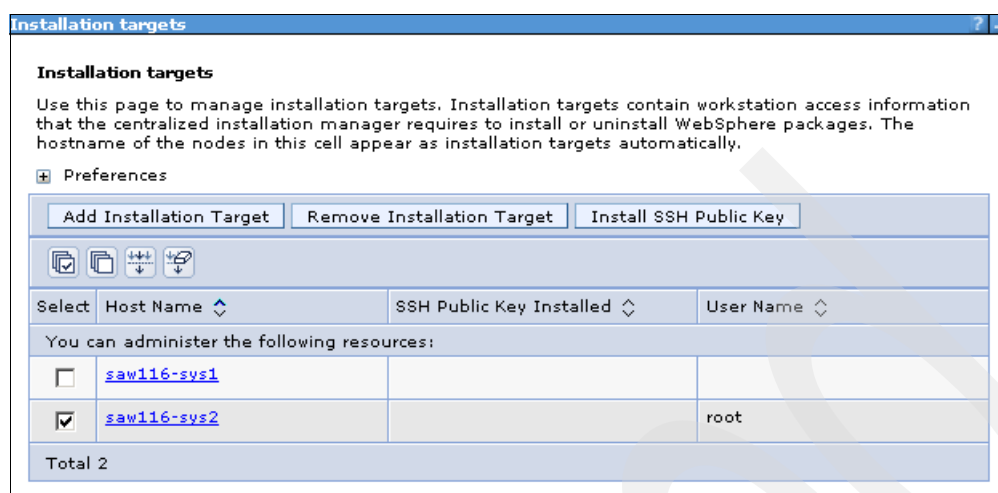 Installation targets
?
Installation targets
Use this page to manage installation targets. Installation targets contain workstation access information
that the centralized installation manager requires to install or uninstall WebSphere packages. The
hostname of the nodes in this cell appear as installation targets automatically.
Preferences
Add Installation Target Remove Installation Target Install SSH Public Key
Select Host Name SSH Public Key Installed User Name
You can administer the following resources:
saw116-sys1
saw116-sys2 root
Total 2